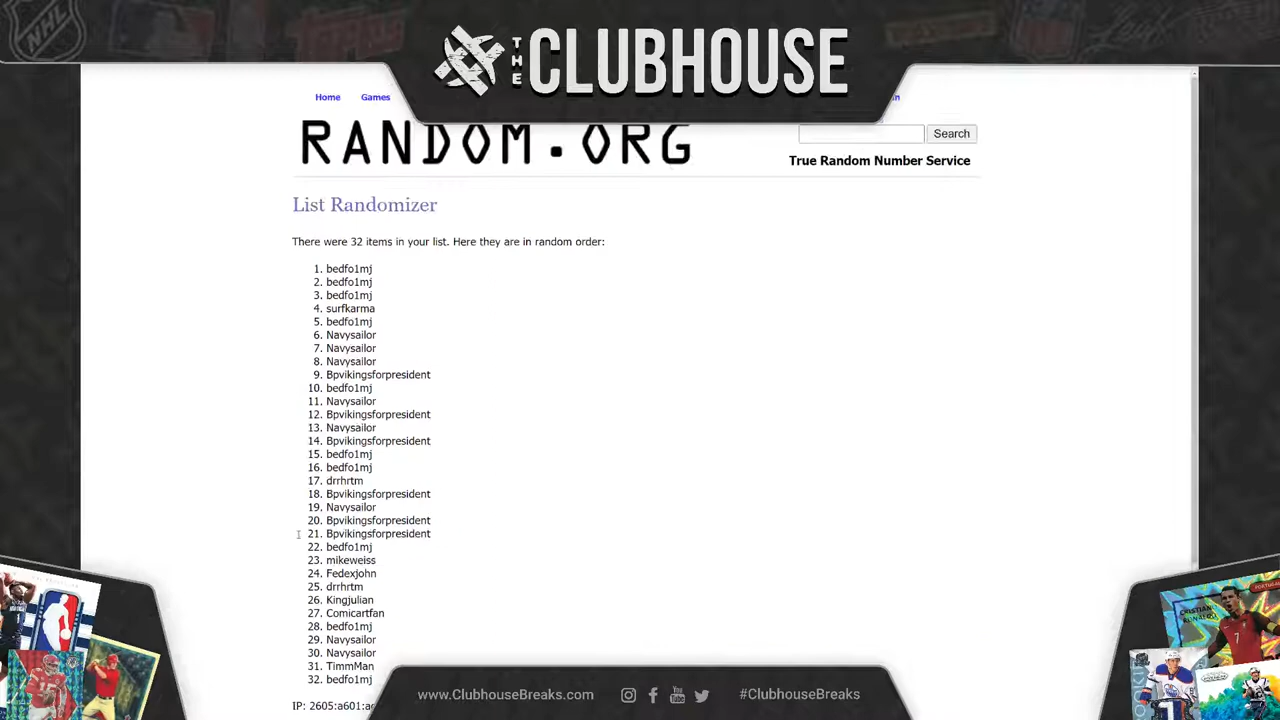 THE CLUBHOUSE
Home Games
RANDOM.ORG
Search
True Random Number Service
List Randomizer
There were 32 items in your list. Here they are in random order:
1. bedfo1mj
2. bedfo1mj
3. bedfo1mj
4. surfkarma
5. bedfo1mj
6. Navysailor
7. Navysailor
8. Navysailor
9. Bpvikingsforpresident
10. bedfo1mj
11. Navysailor
12. Bpvikingsforpresident
13. Navysailor
14. Bpvikingsforpresident
15. bedfo1mj
16. bedfo1mj
17. drrhrtm
18. Bpvikingsforpresident
19. Navysailor
20. Bpvikingsforpresident
21. Bpvikingsforpresident
22. bedfo1mj
23. mikeweiss
24. Fedexjohn
25. drrhrtm
26. Kingjulian
27. Comicartfan
28. bedfo1mj
29. Navysailor
30. Navysailor
31. TimmMan
32. bedfo1mj
IP: 2605:a601:a
www.ClubhouseBreaks.com
#ClubhouseBreaks
NHL
CRISTIANO RONALDO
PORTUGAL
7